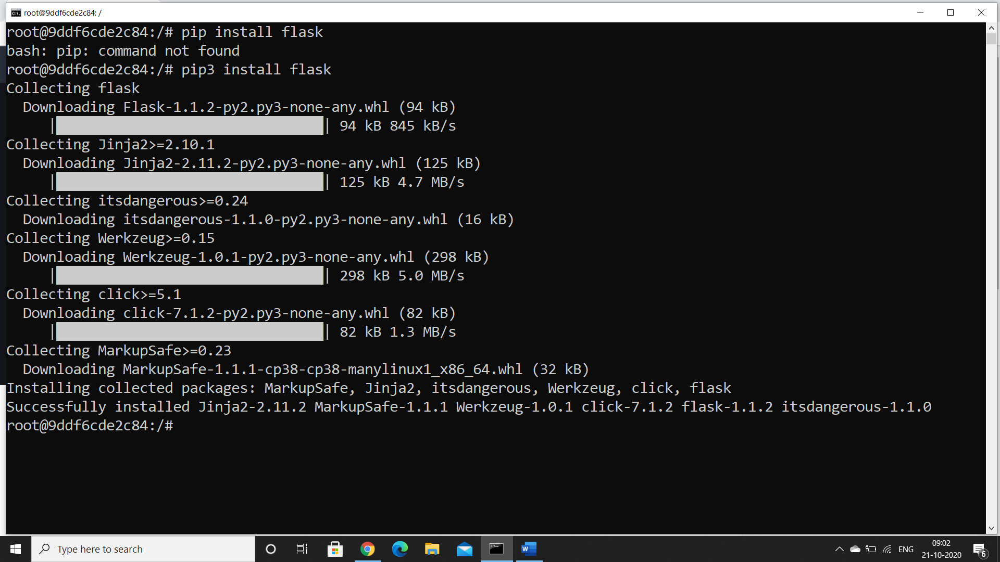 root@9ddf6cde2c84: /
root@9ddf6cde2c84:/# pip install flask
bash: pip: command not found
root@9ddf6cde2c84:/# pip3 install flask
Collecting flask
  Downloading Flask-1.1.2-py2.py3-none-any.whl (94 kB)
     |████████████████████████████████| 94 kB 845 kB/s
Collecting Jinja2>=2.10.1
  Downloading Jinja2-2.11.2-py2.py3-none-any.whl (125 kB)
     |████████████████████████████████| 125 kB 4.7 MB/s
Collecting itsdangerous>=0.24
  Downloading itsdangerous-1.1.0-py2.py3-none-any.whl (16 kB)
Collecting Werkzeug>=0.15
  Downloading Werkzeug-1.0.1-py2.py3-none-any.whl (298 kB)
     |████████████████████████████████| 298 kB 5.0 MB/s
Collecting click>=5.1
  Downloading click-7.1.2-py2.py3-none-any.whl (82 kB)
     |████████████████████████████████| 82 kB 1.3 MB/s
Collecting MarkupSafe>=0.23
  Downloading MarkupSafe-1.1.1-cp38-cp38-manylinux1_x86_64.whl (32 kB)
Installing collected packages: MarkupSafe, Jinja2, itsdangerous, Werkzeug, click, flask
Successfully installed Jinja2-2.11.2 MarkupSafe-1.1.1 Werkzeug-1.0.1 click-7.1.2 flask-1.1.2 itsdangerous-1.1.0
root@9ddf6cde2c84:/#
Type here to search
ENG
09:02
21-10-2020
6